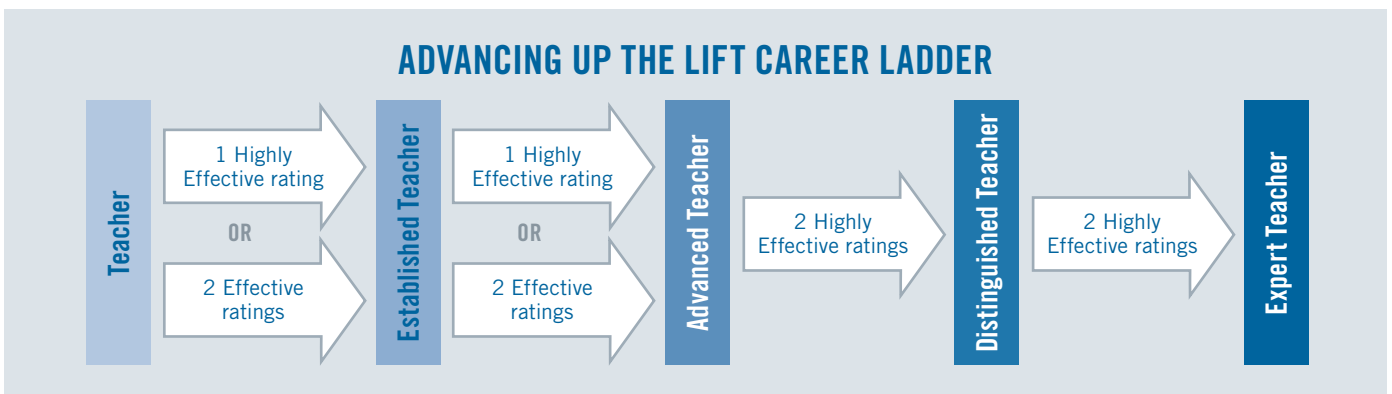 ADVANCING UP THE LIFT CAREER LADDER
Teacher
1 Highly
Effective rating
OR
2 Effective
ratings
Established Teacher
1 Highly
Effective rating
OR
2 Effective
ratings
Advanced Teacher
2 Highly
Effective ratings
Distinguished Teacher
2 Highly
Effective ratings
Expert Teacher